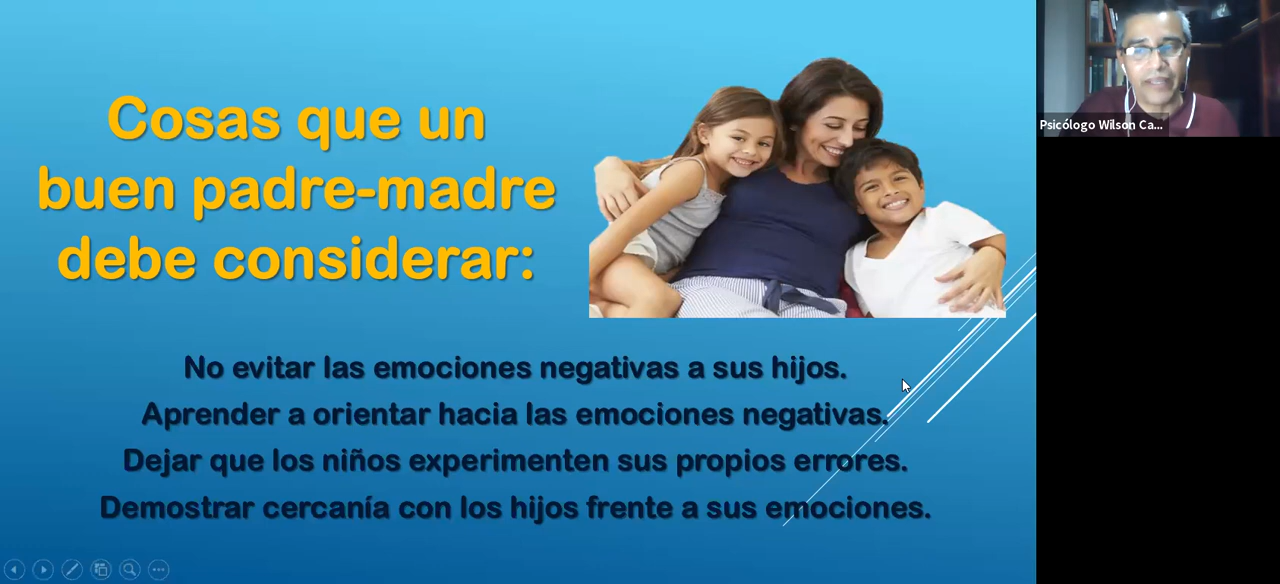 Cosas que un
buen padre-madre
debe considerar:
No evitar las emociones negativas a sus hijos.
Aprender a orientar hacia las emociones negativas.
Dejar que los niños experimenten sus propios errores.
Demostrar cercanía con los hijos frente a sus emociones.
Psicólogo Wilson Ca...